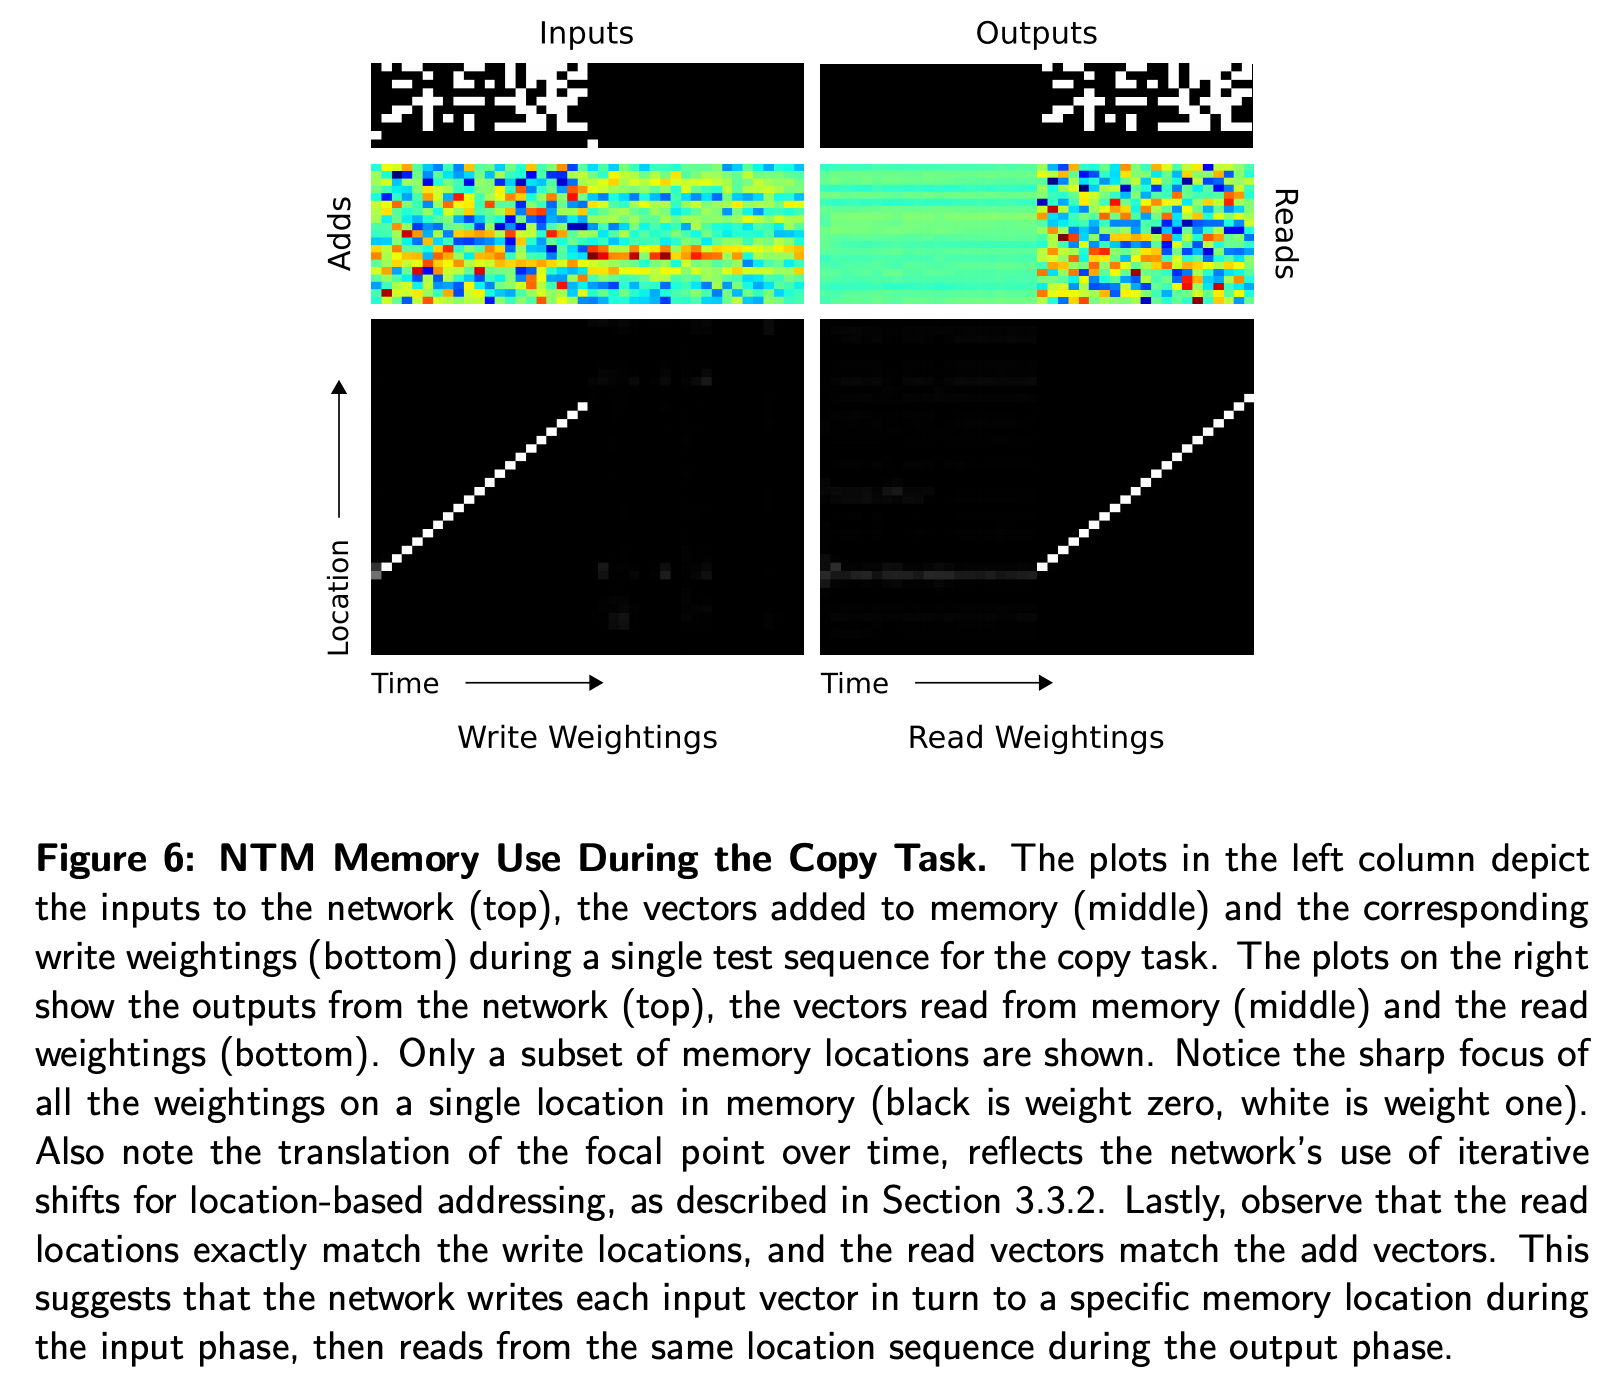 Inputs
Outputs
Adds
Reads
Location
Time
Time
Write Weightings
Read Weightings
Figure 6: NTM Memory Use During the Copy Task. The plots in the left column depict
the inputs to the network (top), the vectors added to memory (middle) and the corresponding
write weightings (bottom) during a single test sequence for the copy task. The plots on the right
show the outputs from the network (top), the vectors read from memory (middle) and the read
weightings (bottom). Only a subset of memory locations are shown. Notice the sharp focus of
all the weightings on a single location in memory (black is weight zero, white is weight one).
Also note the translation of the focal point over time, reflects the network's use of iterative
shifts for location-based addressing, as described in Section 3.3.2. Lastly, observe that the read
locations exactly match the write locations, and the read vectors match the add vectors. This
suggests that the network writes each input vector in turn to a specific memory location during
the input phase, then reads from the same location sequence during the output phase.